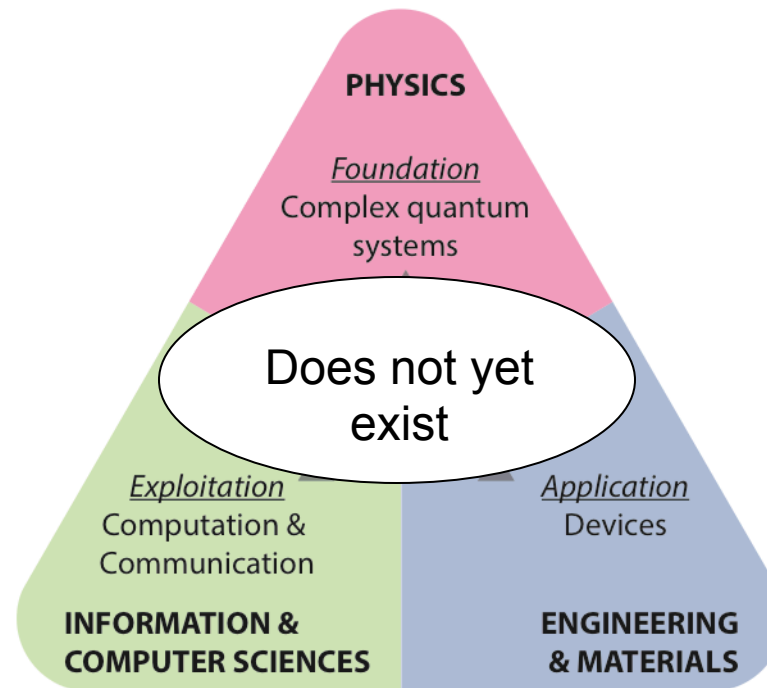 PHYSICS
Foundation
Complex quantum
systems
Does not yet
exist
Exploitation
Computation &
Communication
Application
Devices
INFORMATION &
COMPUTER SCIENCES
ENGINEERING
& MATERIALS